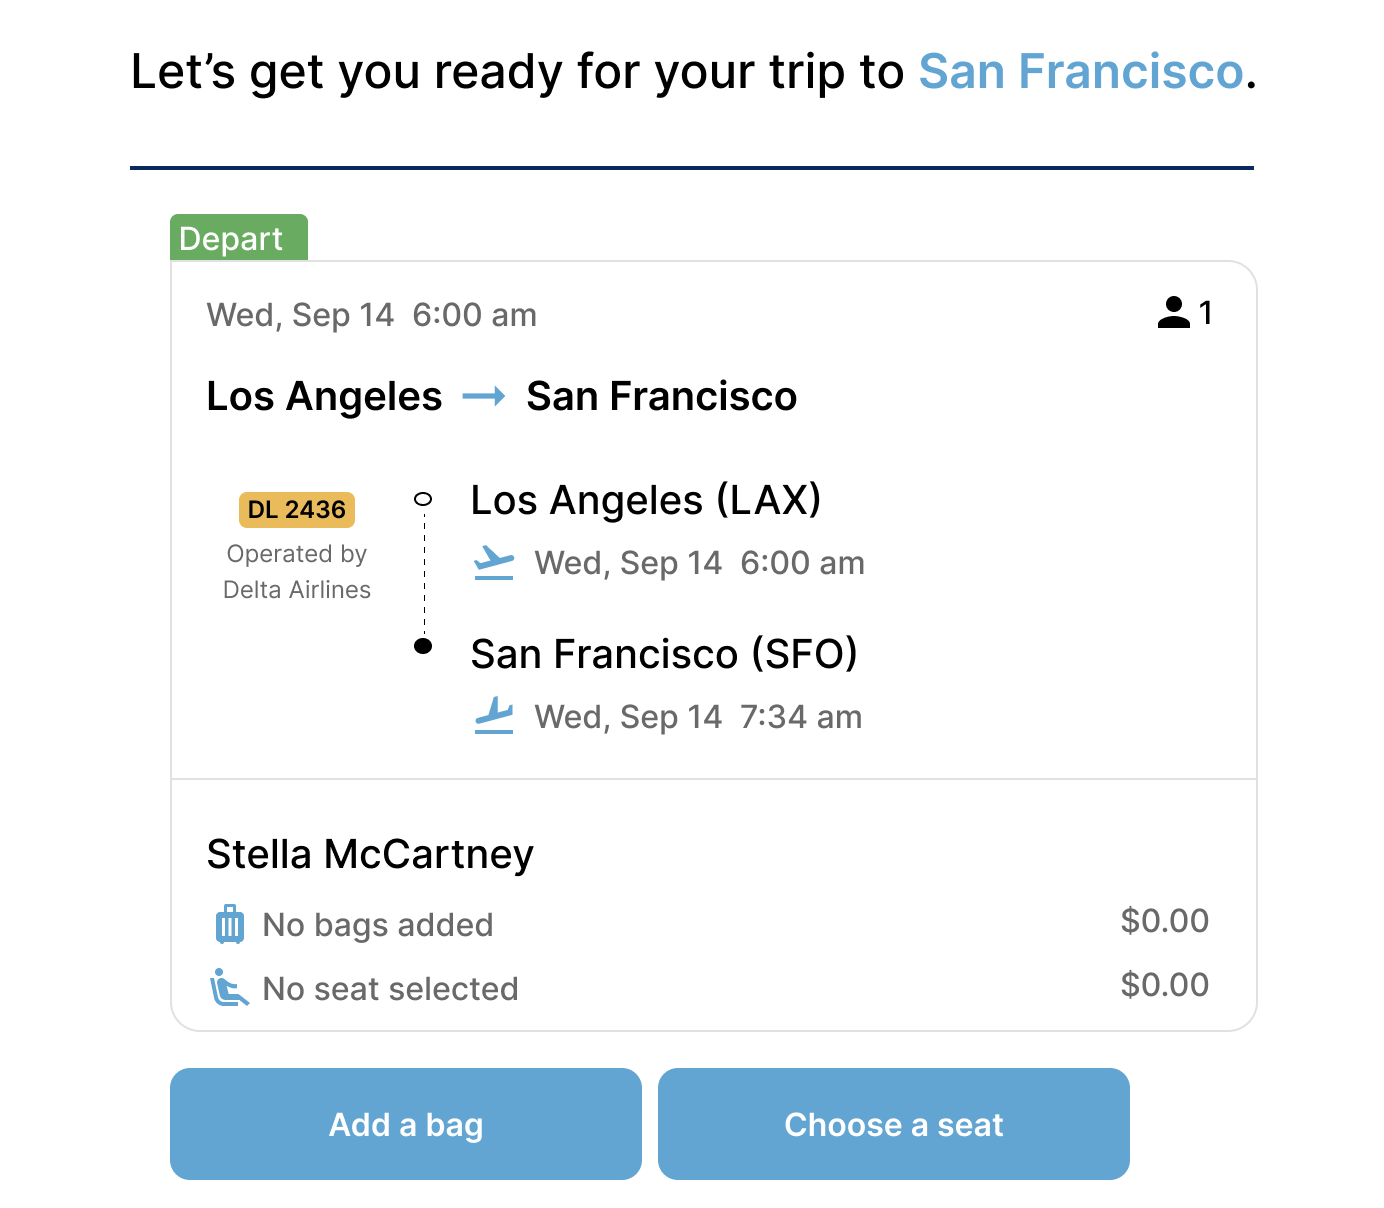 Let’s get you ready for your trip to San Francisco.
Depart
Wed, Sep 14 6:00 am
1
Los Angeles → San Francisco
DL 2436
Operated by
Delta Airlines
Los Angeles (LAX)
Wed, Sep 14 6:00 am
San Francisco (SFO)
Wed, Sep 14 7:34 am
Stella McCartney
No bags added $0.00
No seat selected $0.00
Add a bag
Choose a seat